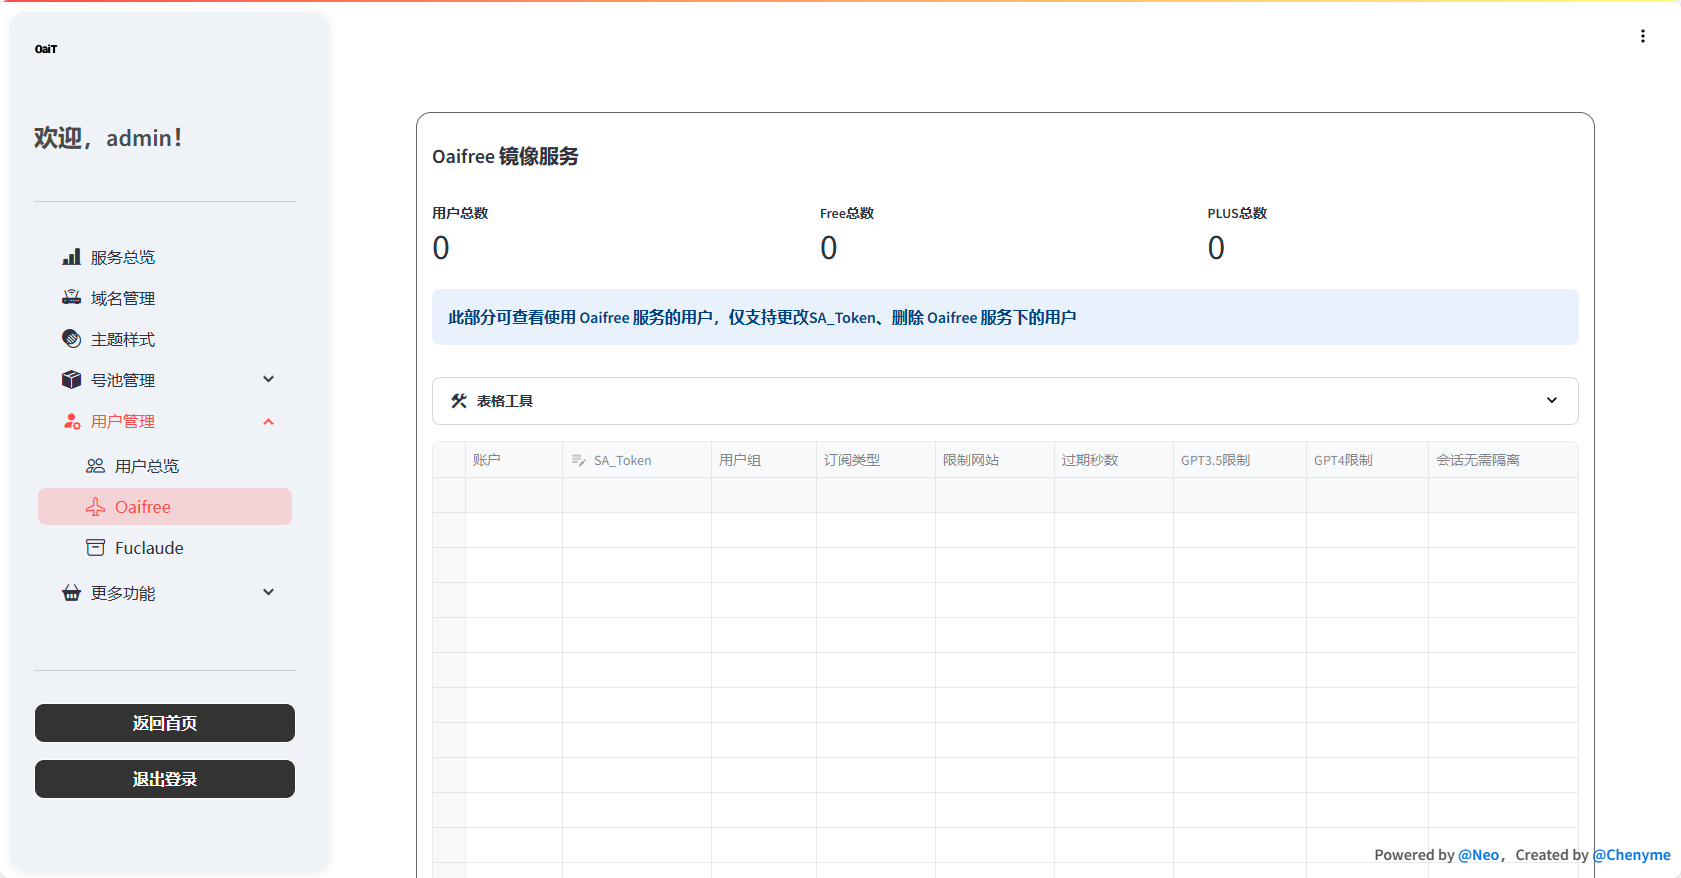 OaiT
欢迎，admin！
服务总览
域名管理
主题样式
号池管理
用户管理
用户总览
Oaifree
Fuclaude
更多功能
返回首页
退出登录
Oaifree 镜像服务
用户总数
0
Free总数
0
PLUS总数
0
此部分可查看使用 Oaifree 服务的用户，仅支持更改SA_Token、删除 Oaifree 服务下的用户
表格工具
账户 SA_Token 用户组 订阅类型 限制网站 过期秒数 GPT3.5限制 GPT4限制 会话无需隔离
Powered by @Neo，Created by @Chenyme